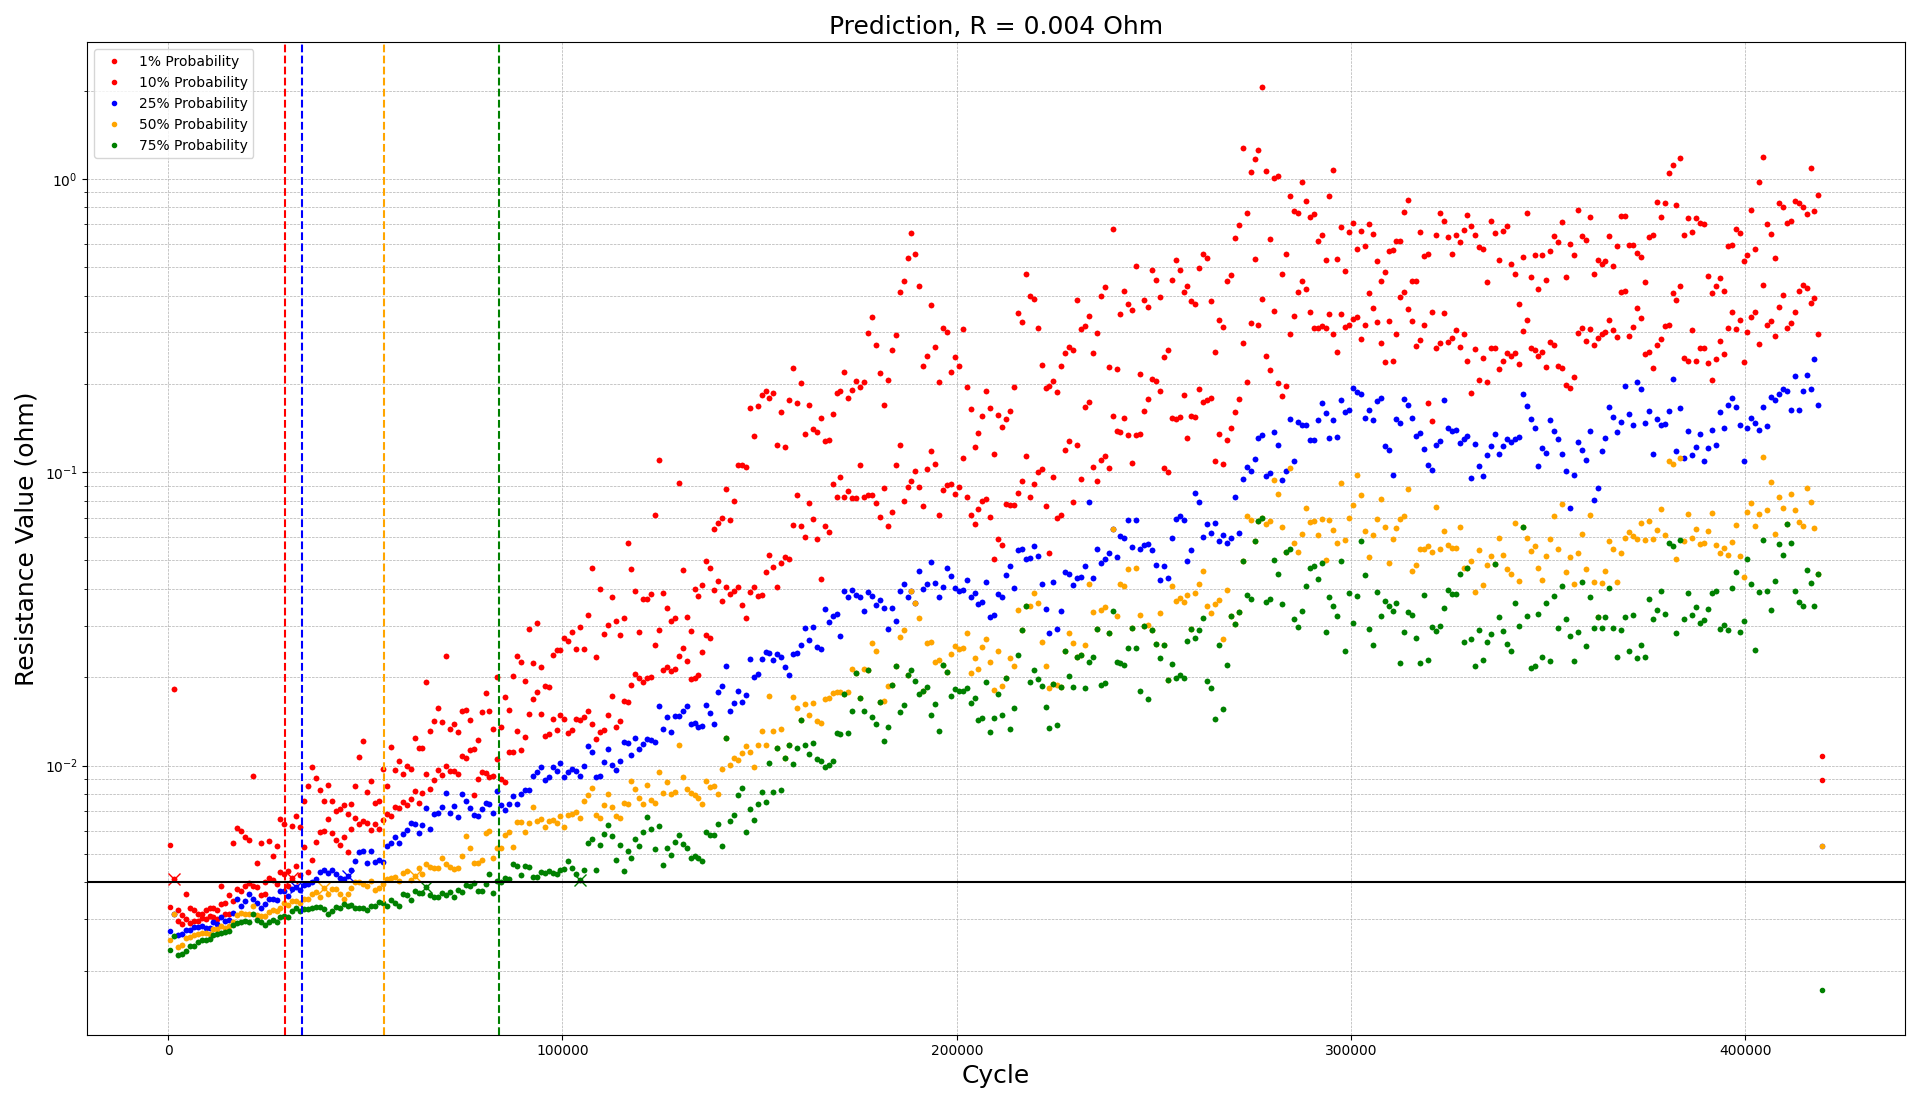 Prediction, R = 0.004 Ohm
1% Probability
10% Probability
25% Probability
50% Probability
75% Probability
Resistance Value (ohm)
10⁰
10⁻¹
10⁻²
0
100000
200000
300000
400000
Cycle